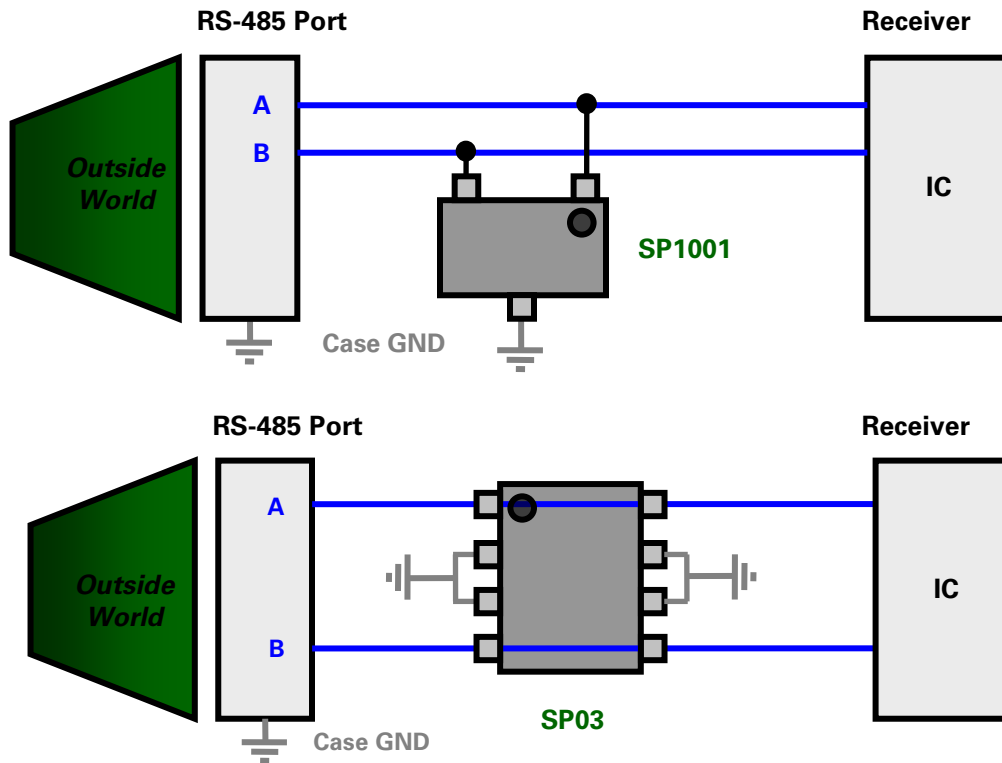 RS-485 Port
Receiver
A
B
Outside
World
IC
SP1001
Case GND
RS-485 Port
Receiver
A
Outside
World
IC
B
SP03
Case GND